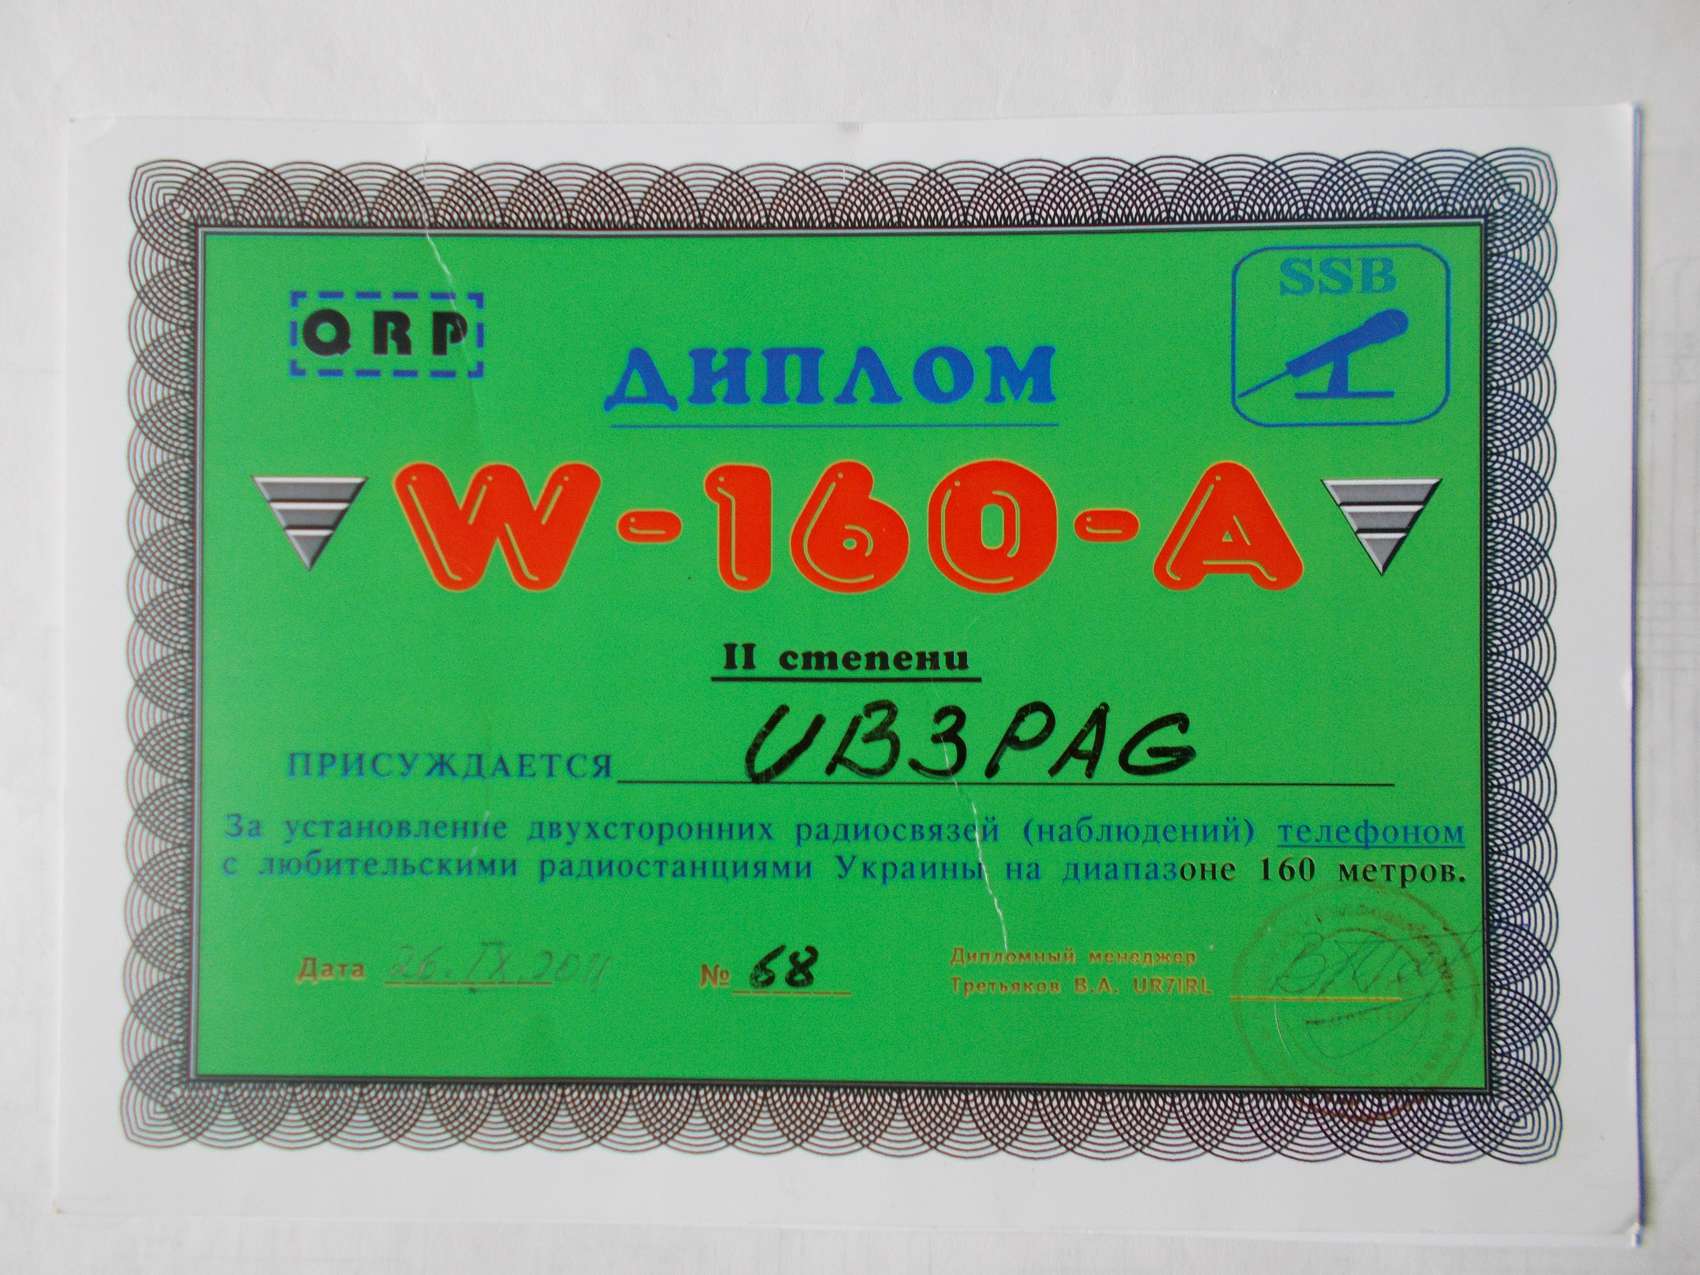 QRP
SSB
ДИПЛОМ
W-160-A
II степени
ПРИСУЖДАЕТСЯ UB3PAG
За установление двухсторонних радиосвязей (наблюдений) телефоном
с любительскими радиостанциями Украины на диапазоне 160 метров.
Дата 26.IX.2011
№ 68
Дипломный менеджер
Третьяков В.А. UR7IRL